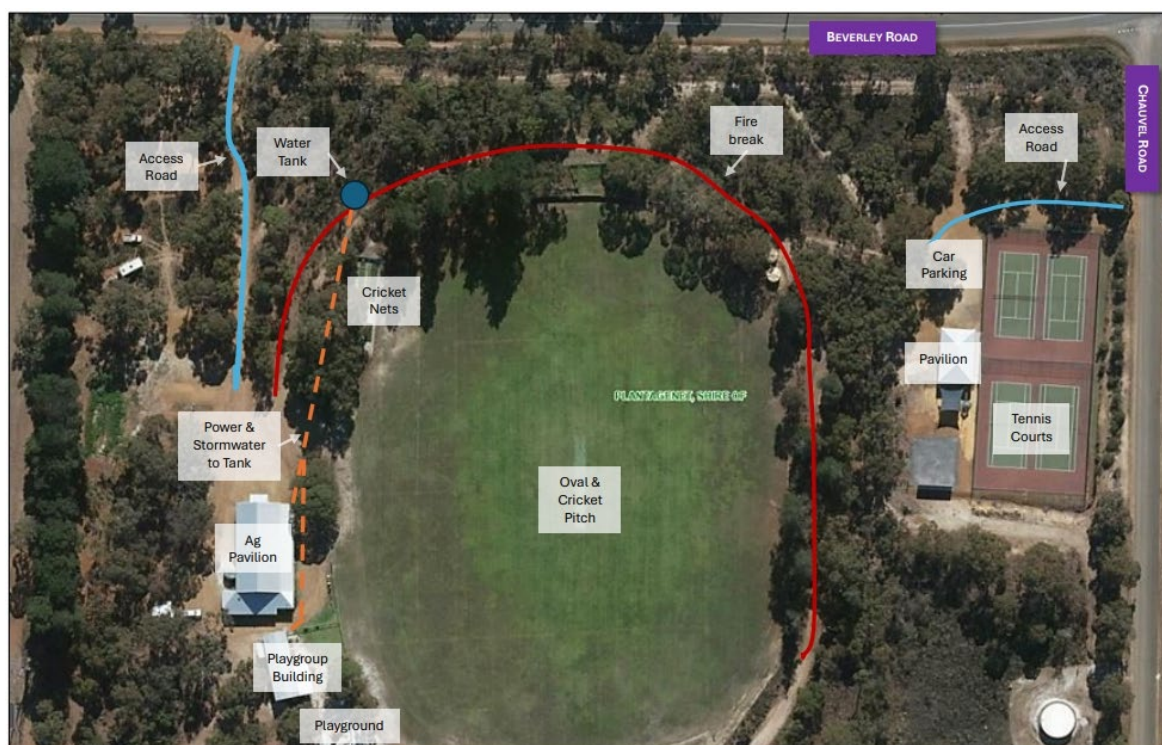 BEVERLEY ROAD
CHAUVEL ROAD
Water
Tank
Fire
break
Access
Road
Access
Road
Cricket
Nets
Car
Parking
Pavilion
PLANTAGENET, SHIRE OF
Tennis
Courts
Power &
Stormwater
to Tank
Oval &
Cricket
Pitch
Ag
Pavilion
Playgroup
Building
Playground